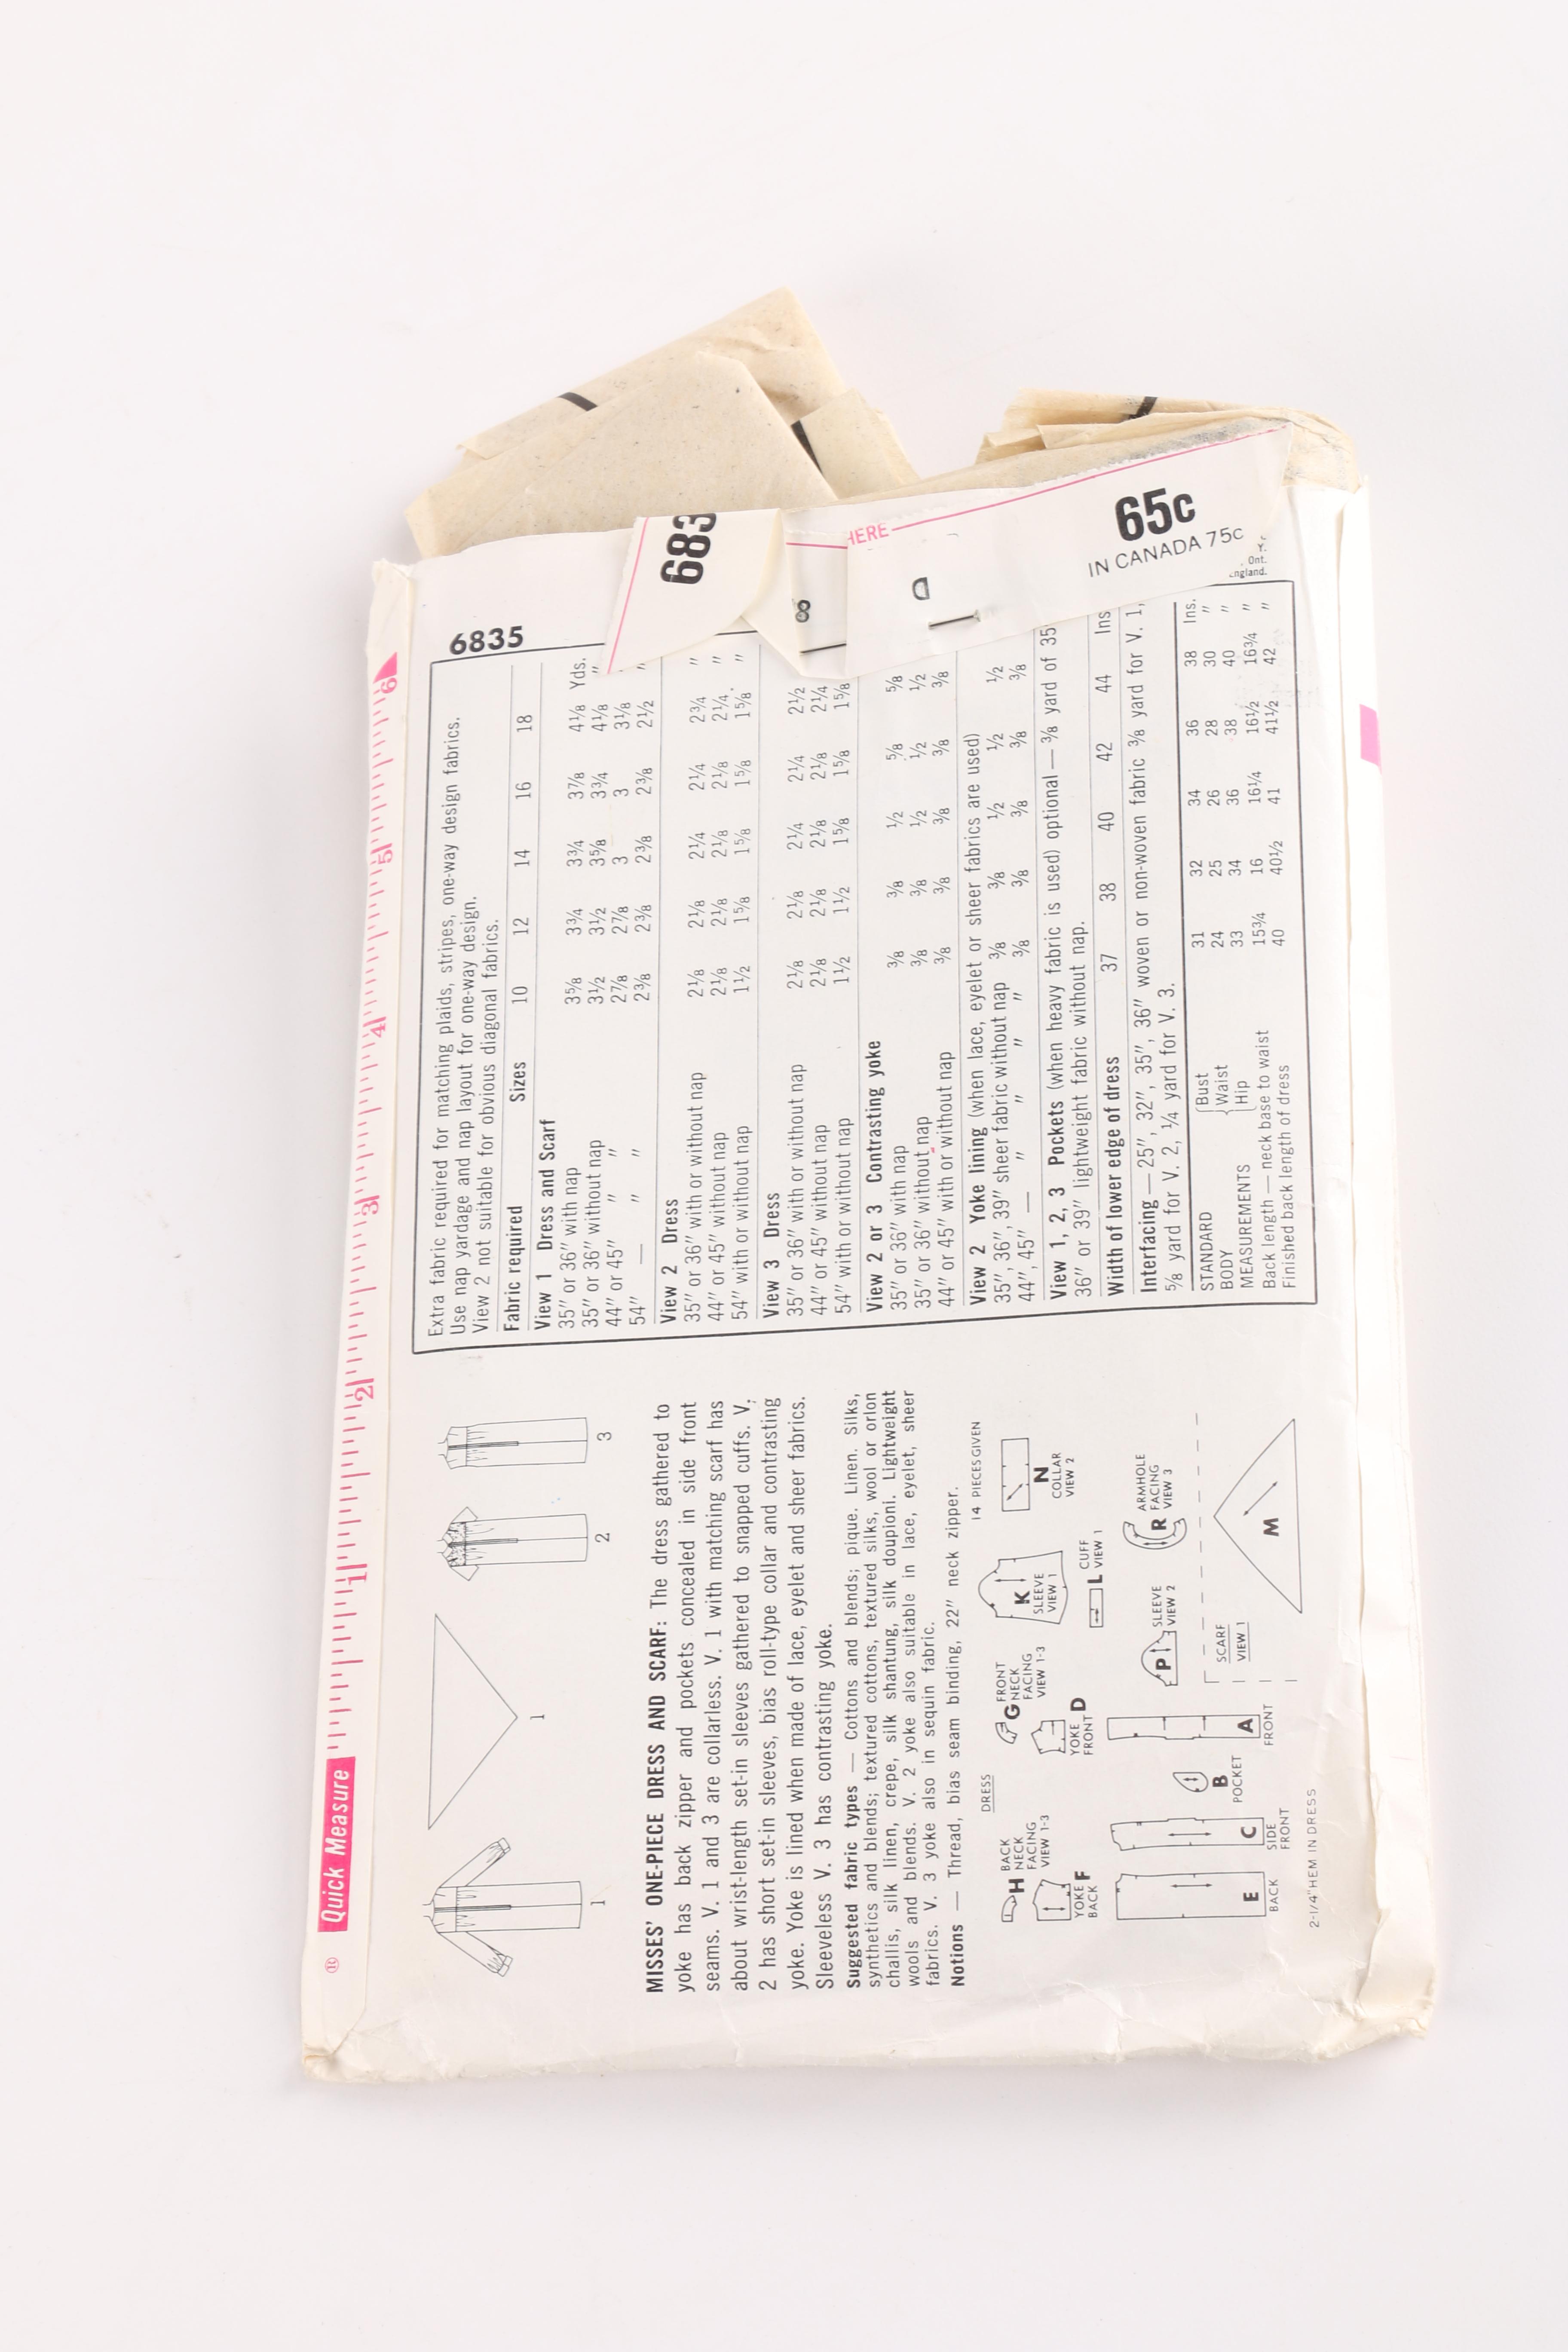 Quick Measure
1 2 3 4 5 6
1
1
2
3
MISSES' ONE-PIECE DRESS AND SCARF: The dress gathered to
yoke has back zipper and pockets concealed in side front
seams. V. 1 and 3 are collarless. V. 1 with matching scarf has
about wrist-length set-in sleeves gathered to snapped cuffs. V.
2 has short set-in sleeves, bias roll-type collar and contrasting
yoke. Yoke is lined when made of lace, eyelet and sheer fabrics.
Sleeveless V. 3 has contrasting yoke.
Suggested fabric types — Cottons and blends; pique. Linen. Silks,
synthetics and blends; textured cottons, textured silks, wool or orlon
challis, silk linen, crepe, silk shantung, silk doupioni. Lightweight
wools and blends. V. 2 yoke also suitable in lace, eyelet, sheer
fabrics. V. 3 yoke also in sequin fabric.
Notions — Thread, bias seam binding, 22" neck zipper.
14 PIECES GIVEN
DRESS
H BACK NECK FACING VIEW 1-3
G FRONT NECK FACING VIEW 1-3
K SLEEVE VIEW 1
N COLLAR VIEW 2
YOKE BACK F
YOKE FRONT D
L CUFF VIEW 1
E BACK
C SIDE FRONT
B POCKET
A FRONT
P SLEEVE VIEW 2
R ARMHOLE FACING VIEW 3
SCARF VIEW 1
M
2-1/4" HEM IN DRESS
6835
Extra fabric required for matching plaids, stripes, one-way design fabrics.
Use nap yardage and nap layout for one-way design.
View 2 not suitable for obvious diagonal fabrics.
Fabric required Sizes 10 12 14 16 18
View 1 Dress and Scarf
35" or 36" with nap 3⅝ 3¾ 3¾ 3⅞ 4⅛ Yds.
35" or 36" without nap 3½ 3½ 3⅝ 3¾ 4⅛ "
44" or 45" " " 2⅞ 2⅞ 3 3 3⅛ "
54" — " " 2⅜ 2⅜ 2⅜ 2⅜ 2½ "
View 2 Dress
35" or 36" with or without nap 2⅛ 2⅛ 2¼ 2¼ 2¾ "
44" or 45" without nap 2⅛ 2⅛ 2⅛ 2⅛ 2¼ "
54" with or without nap 1½ 1⅝ 1⅝ 1⅝ 1⅝ "
View 3 Dress
35" or 36" with or without nap 2⅛ 2⅛ 2¼ 2¼ 2½
44" or 45" without nap 2⅛ 2⅛ 2⅛ 2⅛ 2¼
54" with or without nap 1½ 1½ 1⅝ 1⅝ 1⅝
View 2 or 3 Contrasting yoke
35" or 36" with nap ⅜ ⅜ ½ ⅝ ⅝
35" or 36" without nap ⅜ ⅜ ½ ½ ½
44" or 45" with or without nap ⅜ ⅜ ⅜ ⅜ ⅜
View 2 Yoke lining (when lace, eyelet or sheer fabrics are used)
35", 36", 39" sheer fabric without nap ⅜ ⅜ ½ ½ ½
44", 45" — " " " " ⅜ ⅜ ⅜ ⅜ ⅜
View 1, 2, 3 Pockets (when heavy fabric is used) optional — ⅜ yard of 35
36" or 39" lightweight fabric without nap.
Width of lower edge of dress 37 38 40 42 44 Ins
Interfacing — 25", 32", 35", 36" woven or non-woven fabric ⅜ yard for V. 1,
⅝ yard for V. 2, ¼ yard for V. 3.
STANDARD { Bust 31 32 34 36 38 Ins.
BODY { Waist 24 25 26 28 30 "
MEASUREMENTS { Hip 33 34 36 38 40 "
Back length — neck base to waist 15¾ 16 16¼ 16½ 16¾ "
Finished back length of dress 40 40½ 41 41½ 42 "
683
8
HERE
D
65c
IN CANADA 75c
Y.
Ont.
ngland.